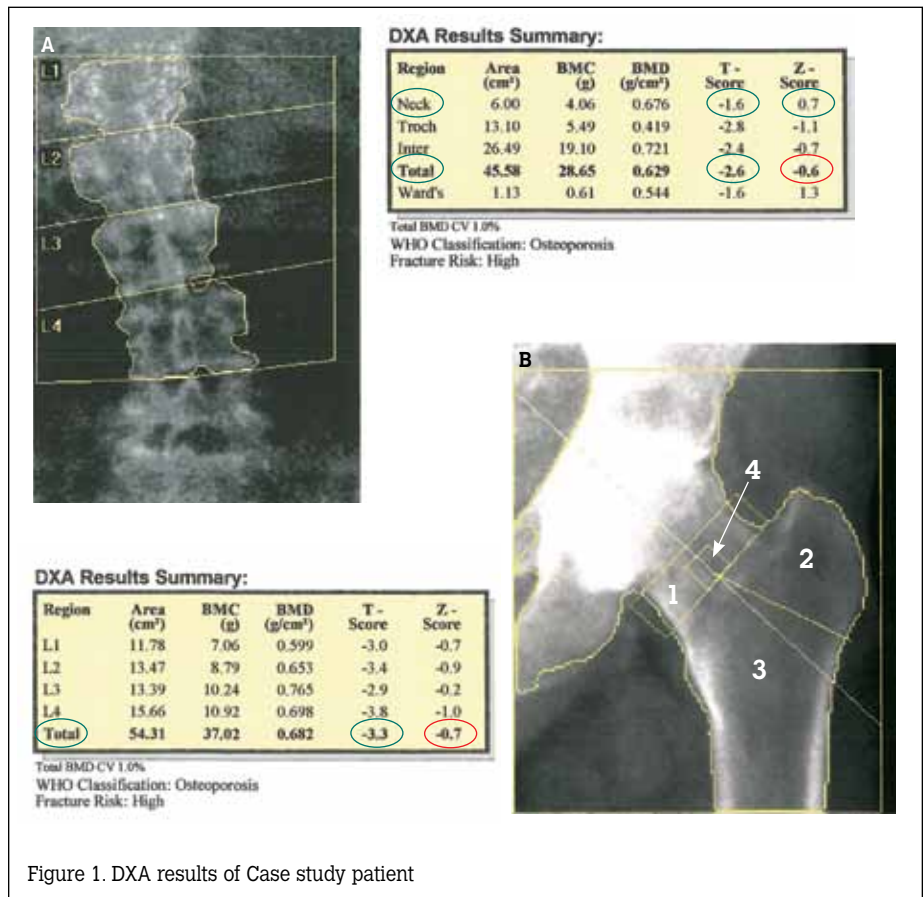 A
L1
L2
L3
L4
DXA Results Summary:
Region Area (cm²) BMC (g) BMD (g/cm²) T - Score Z - Score
Neck 6.00 4.06 0.676 -1.6 0.7
Troch 13.10 5.49 0.419 -2.8 -1.1
Inter 26.49 19.10 0.721 -2.4 -0.7
Total 45.58 28.65 0.629 -2.6 -0.6
Ward's 1.13 0.61 0.544 -1.6 1.3
Total BMD CV 1.0%
WHO Classification: Osteoporosis
Fracture Risk: High
B
4
2
1
3
DXA Results Summary:
Region Area (cm²) BMC (g) BMD (g/cm²) T - Score Z - Score
L1 11.78 7.06 0.599 -3.0 -0.7
L2 13.47 8.79 0.653 -3.4 -0.9
L3 13.39 10.24 0.765 -2.9 -0.2
L4 15.66 10.92 0.698 -3.8 -1.0
Total 54.31 37.02 0.682 -3.3 -0.7
Total BMD CV 1.0%
WHO Classification: Osteoporosis
Fracture Risk: High
Figure 1. DXA results of Case study patient